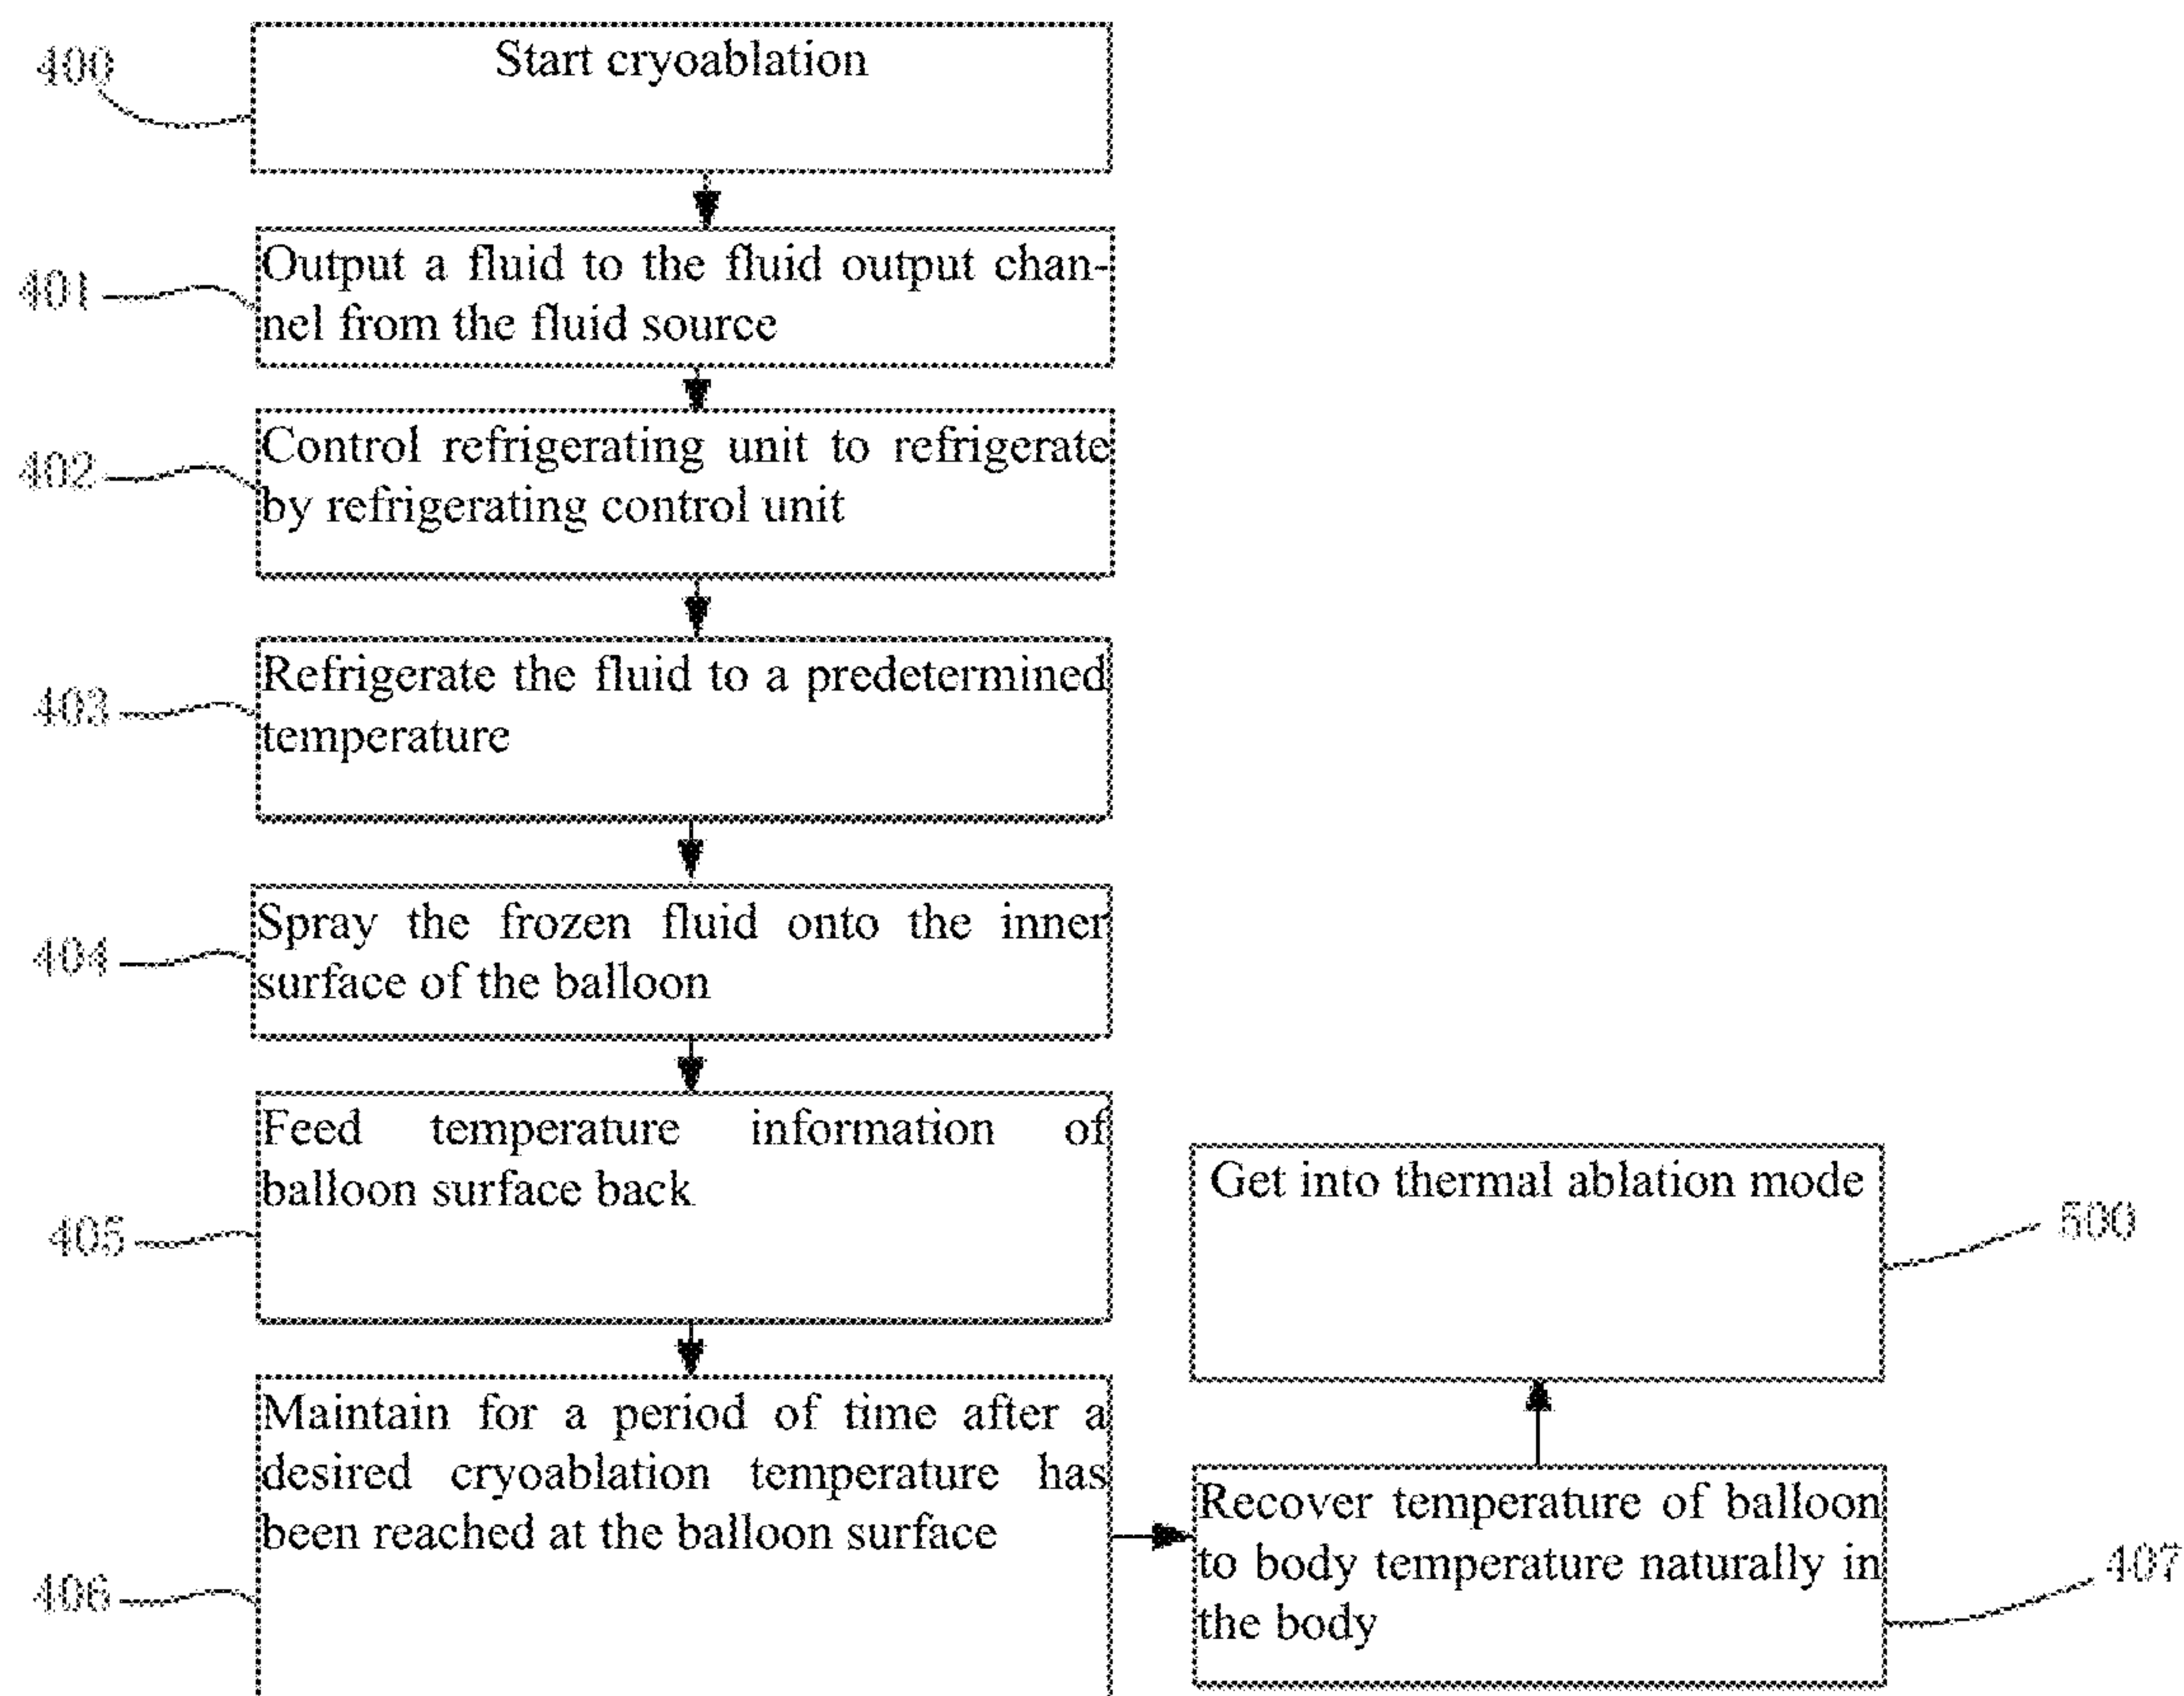 400
Start cryoablation
401
Output a fluid to the fluid output chan-
nel from the fluid source
402
Control refrigerating unit to refrigerate
by refrigerating control unit
403
Refrigerate the fluid to a predetermined
temperature
404
Spray the frozen fluid onto the inner
surface of the balloon
405
Feed temperature information of
balloon surface back
406
Maintain for a period of time after a
desired cryoablation temperature has
been reached at the balloon surface
407
Recover temperature of balloon
to body temperature naturally in
the body
500
Get into thermal ablation mode